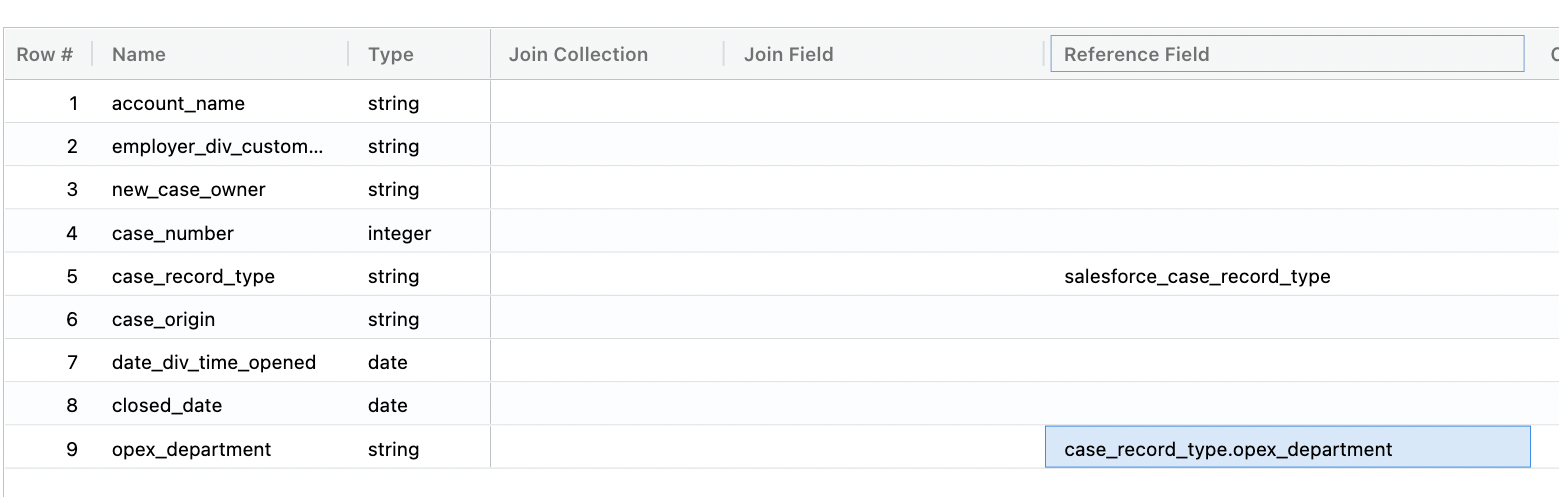 Row # Name Type Join Collection Join Field Reference Field
1 account_name string
2 employer_div_custom... string
3 new_case_owner string
4 case_number integer
5 case_record_type string salesforce_case_record_type
6 case_origin string
7 date_div_time_opened date
8 closed_date date
9 opex_department string case_record_type.opex_department